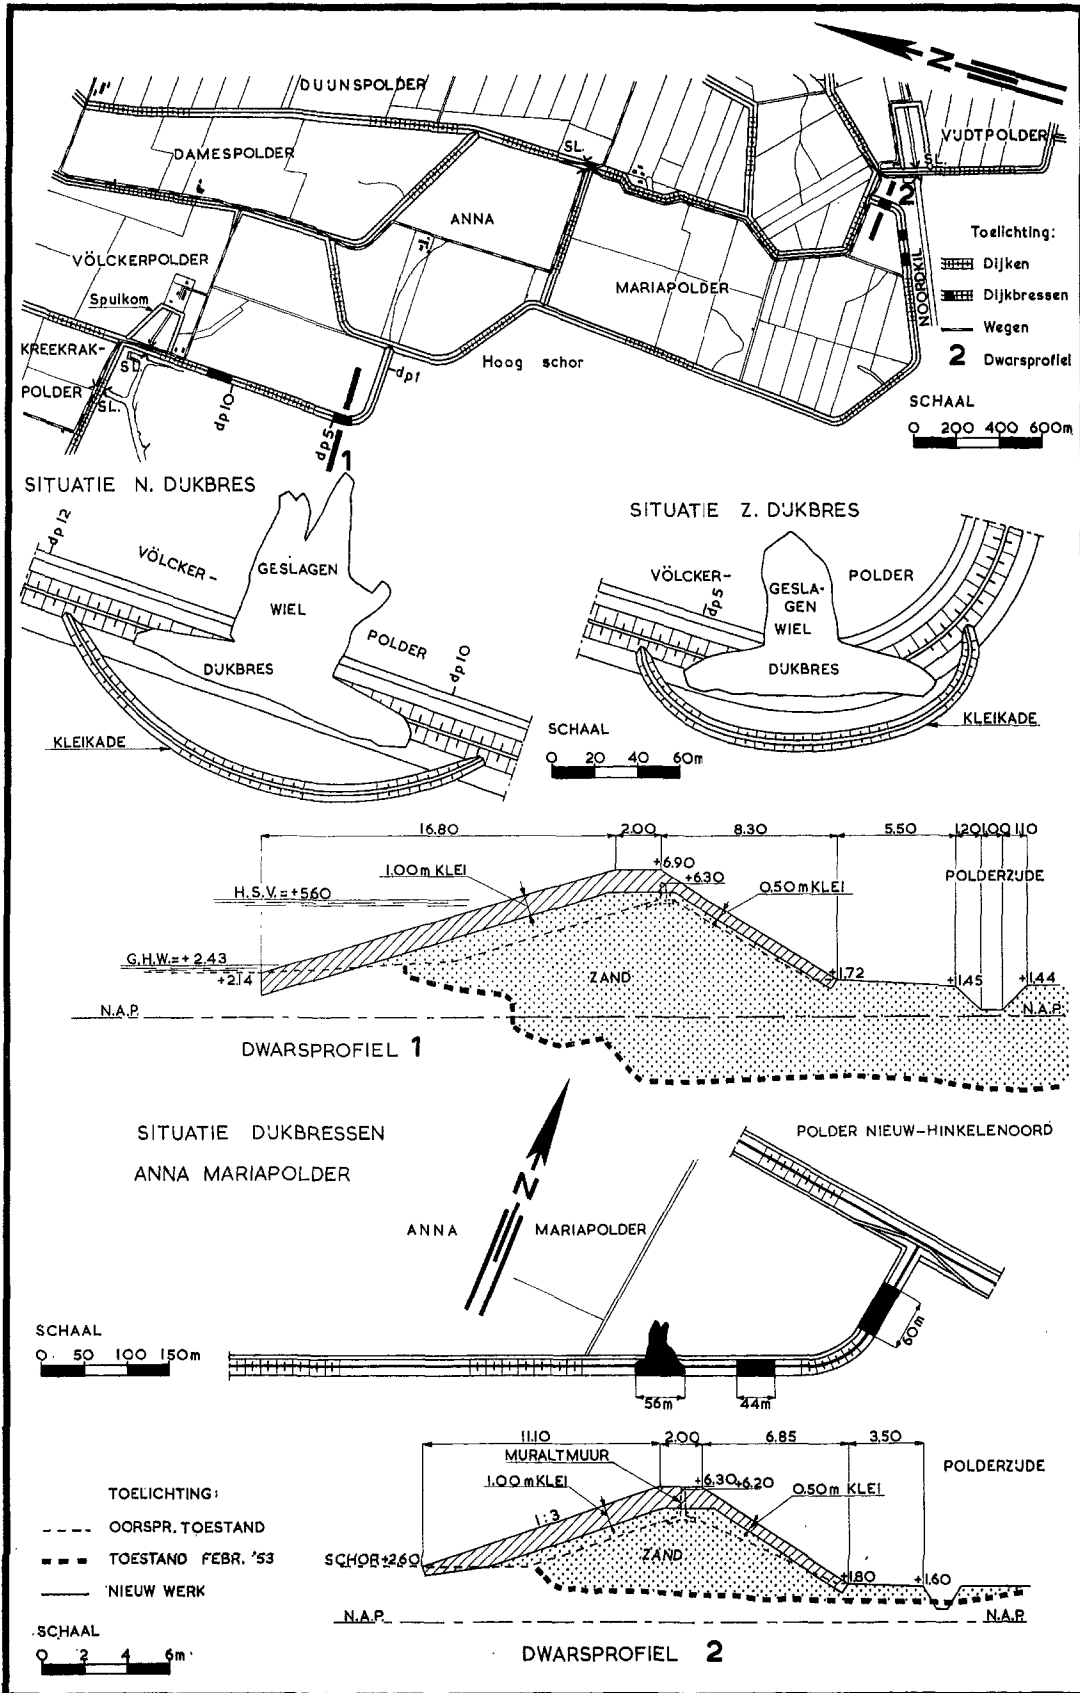 N
DUUNSPOLDER
VIJDTPOLDER
SL.
SL.
DAMESPOLDER
2
ANNA
Toelichting:
VÖLCKERPOLDER
Dijken
MARIAPOLDER
NOORDKIL
Dijkbressen
Spuikom
Wegen
KREEKRAK-
POLDER
Hoog schor
2 Dwarsprofiel
SD.
SL.
dp1
dp10
dp5
1
SCHAAL
0 200 400 600m
SITUATIE N. DIJKBRES
dp12
VÖLCKER-
GESLAGEN
WIEL
POLDER
dp10
DIJKBRES
KLEIKADE
SITUATIE Z. DIJKBRES
VÖLCKER-
POLDER
dp5
GESLA-
GEN
WIEL
DIJKBRES
KLEIKADE
SCHAAL
0 20 40 60m
16.80 2.00 8.30 5.50 1.20 1.00 1.10
1.00m KLEI
+6.90
+6.30
0.50m KLEI
POLDERZIJDE
H.S.V.=+5.60
G.H.W.=+2.43
+2.14
ZAND
+1.72
+1.45
+1.44
N.A.P.
N.A.P.
DWARSPROFIEL 1
SITUATIE DIJKBRESSEN
ANNA MARIAPOLDER
N
POLDER NIEUW-HINKELENOORD
ANNA MARIAPOLDER
SCHAAL
0 50 100 150m
60m
56m
44m
11.10 2.00 6.85 3.50
MURALTMUUR
1.00m KLEI
+6.30
+6.20
0.50m KLEI
POLDERZIJDE
1:3
TOELICHTING:
OORSPR. TOESTAND
TOESTAND FEBR. '53
NIEUW WERK
SCHOR+2.60
ZAND
+1.80
+1.60
N.A.P.
N.A.P.
SCHAAL
0 2 4 6m
DWARSPROFIEL 2